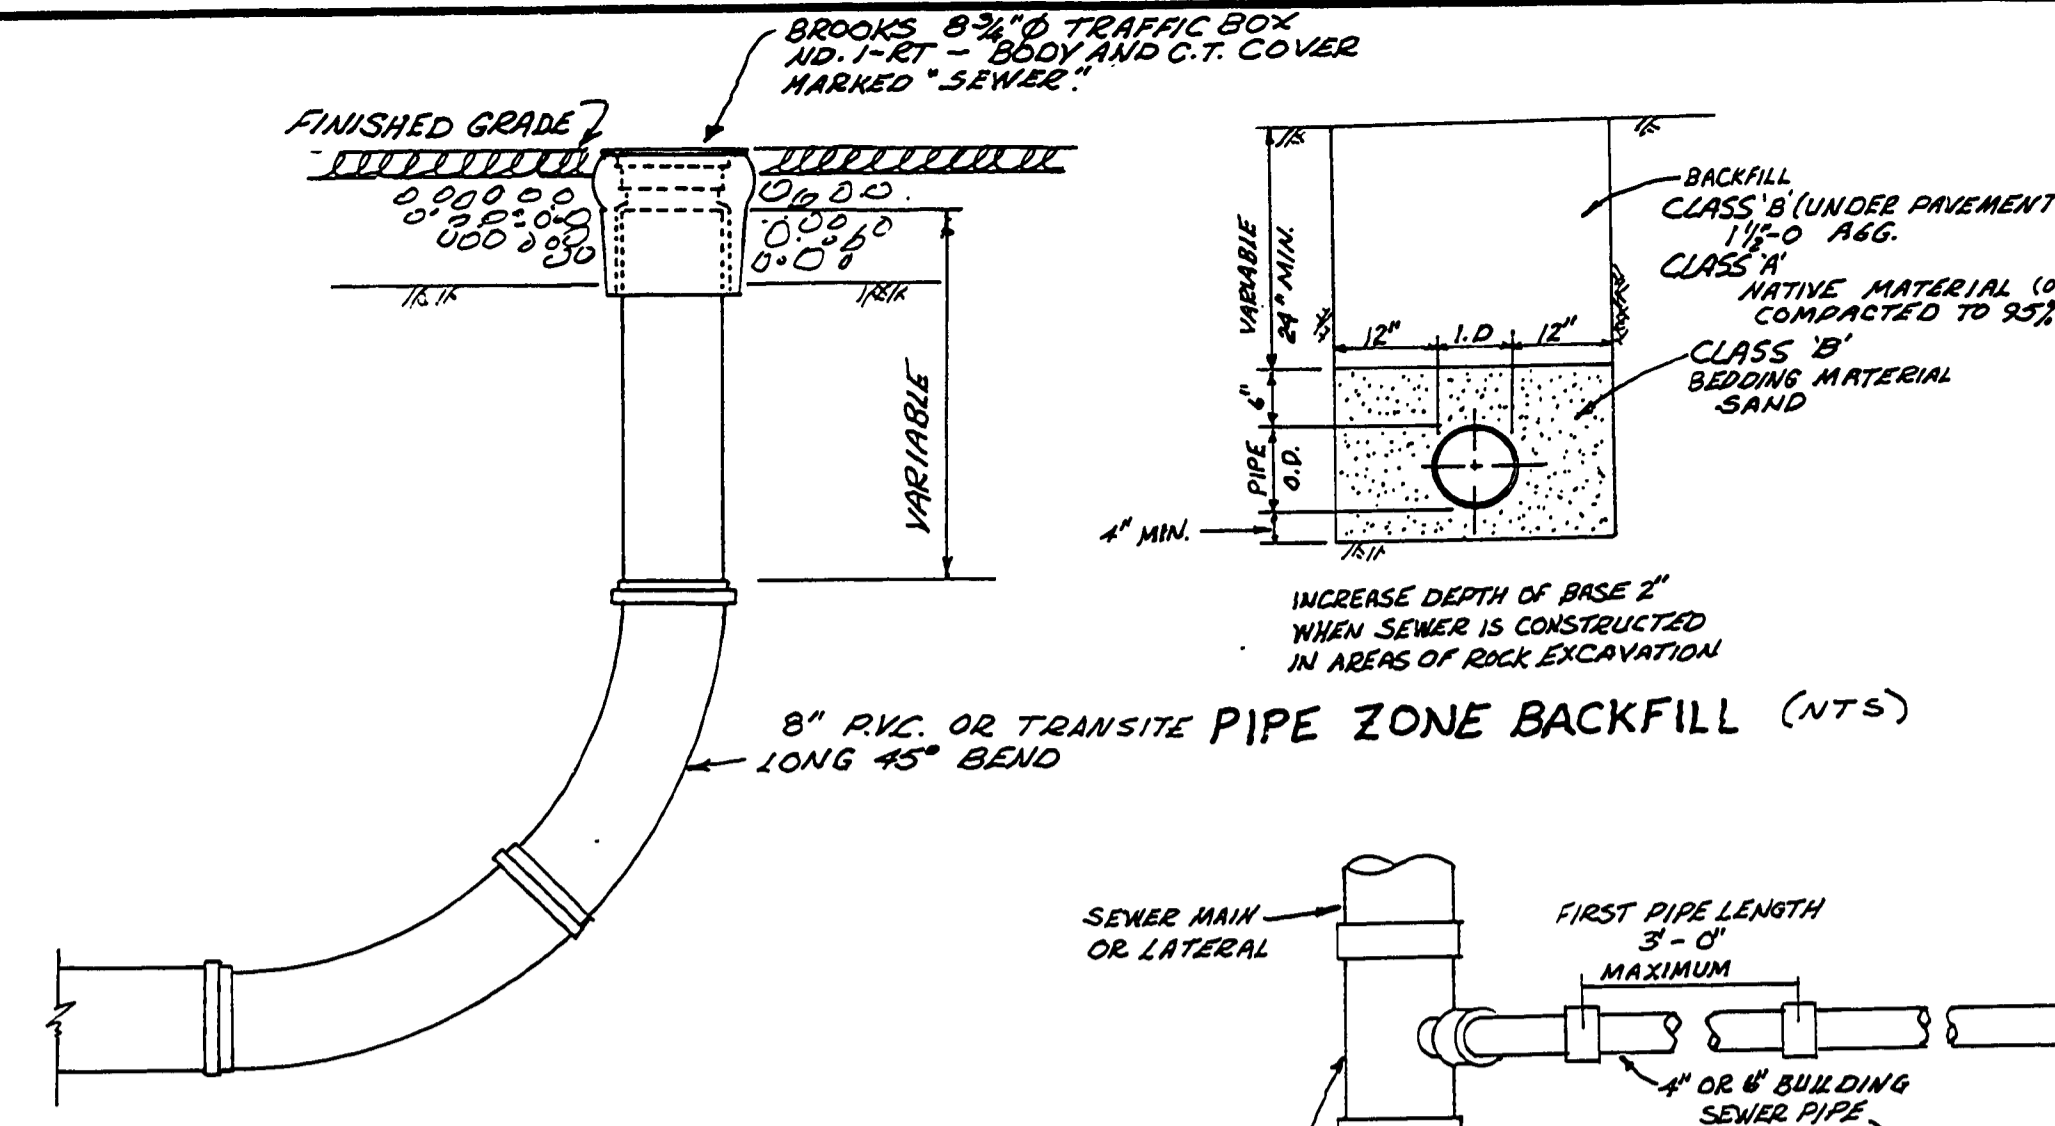 BROOKS 8 3/4" Ø TRAFFIC BOX
NO. 1-RT - BODY AND C.T. COVER
MARKED "SEWER."
FINISHED GRADE
VARIABLE
8" P.V.C. OR TRANSITE
LONG 45° BEND
VARIABLE
24" MIN.
12" I.D 12"
6"
PIPE
O.D.
4" MIN.
BACKFILL
CLASS 'B' (UNDER PAVEMENT
1 1/2"-0 AGG.
CLASS 'A'
NATIVE MATERIAL (
COMPACTED TO 95%
CLASS 'B'
BEDDING MATERIAL
SAND
INCREASE DEPTH OF BASE 2"
WHEN SEWER IS CONSTRUCTED
IN AREAS OF ROCK EXCAVATION
PIPE ZONE BACKFILL (NTS)
SEWER MAIN
OR LATERAL
FIRST PIPE LENGTH
3'-0"
MAXIMUM
4" OR 6" BUILDING
SEWER PIPE